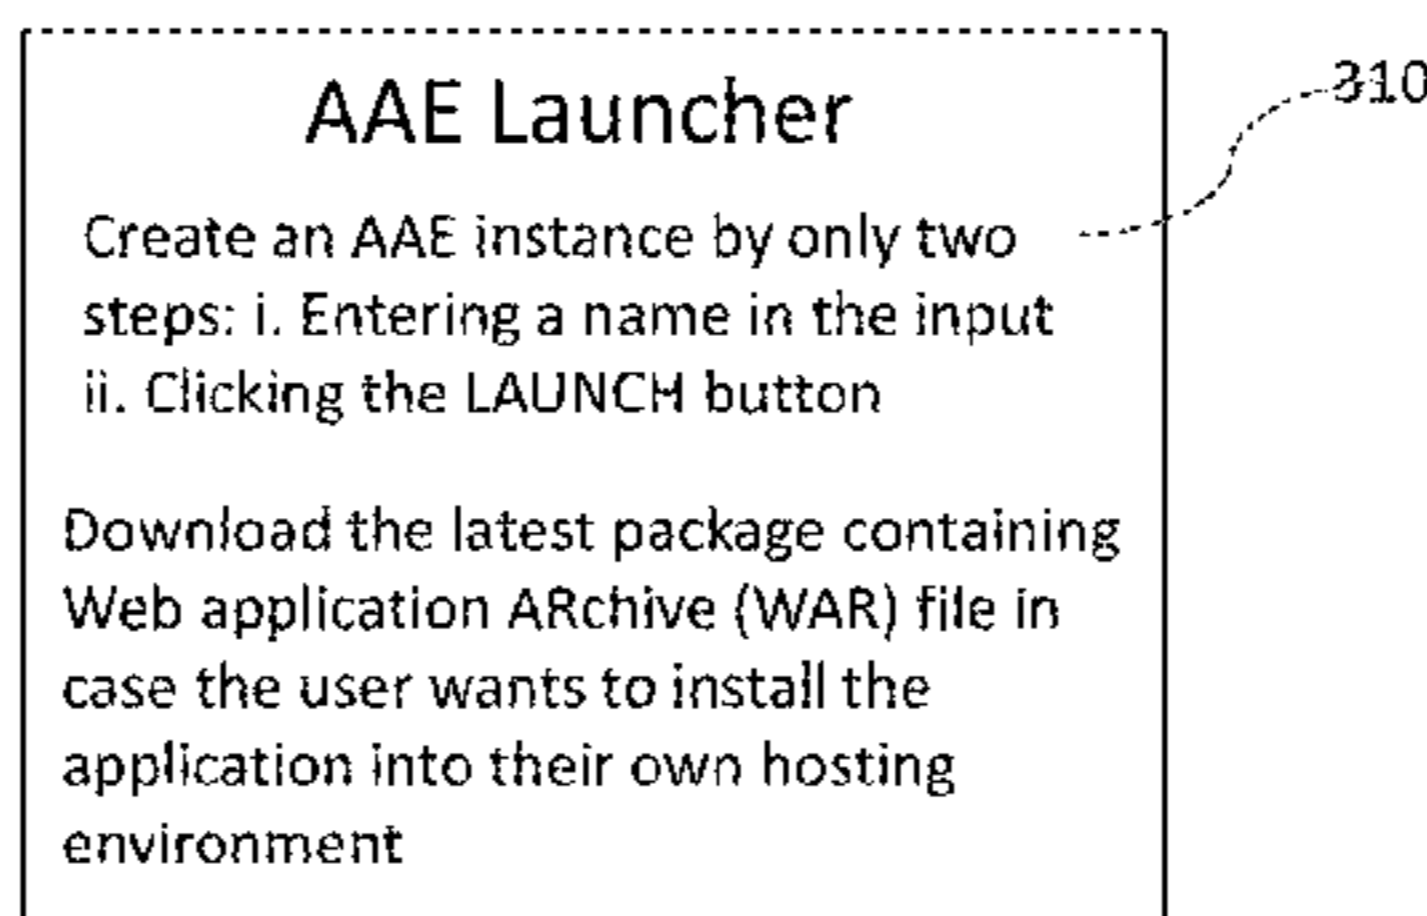 AAE Launcher
310
Create an AAE instance by only two
steps: i. Entering a name in the input
ii. Clicking the LAUNCH button
Download the latest package containing
Web application ARchive (WAR) file in
case the user wants to install the
application into their own hosting
environment